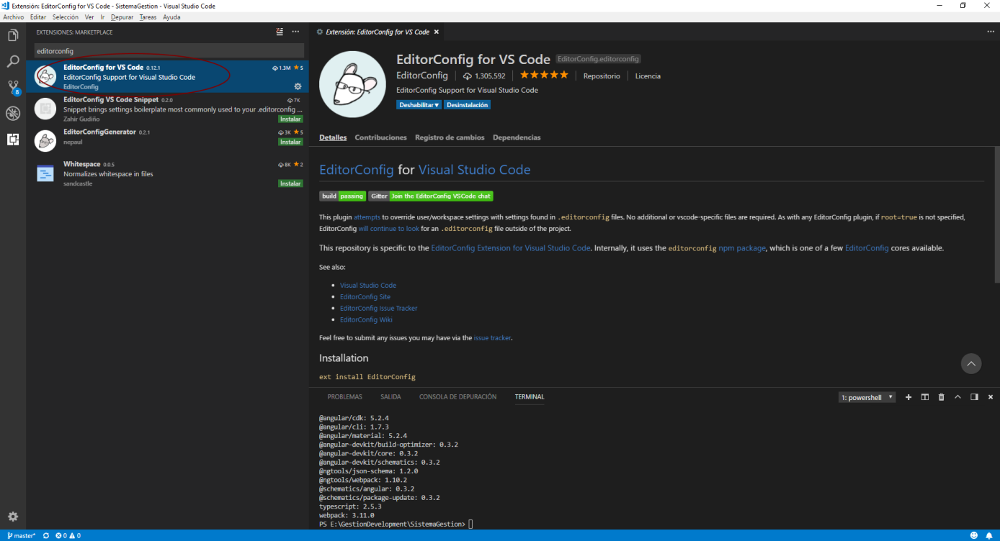 Extensión: EditorConfig for VS Code - SistemaGestion - Visual Studio Code
Archivo Editar Selección Ver Ir Depurar Tareas Ayuda
EXTENSIONES: MARKETPLACE
editorconfig
EditorConfig for VS Code 0.12.1 1.3M 5
EditorConfig Support for Visual Studio Code
EditorConfig
EditorConfig VS Code Snippet 0.2.0 7K
Snippet brings settings boilerplate most commonly used to your .editorconfig ...
Zahir Gudiño Instalar
EditorConfigGenerator 0.2.1 3K 5
nepaul Instalar
Whitespace 0.0.5 8K 2
Normalizes whitespace in files
sandcastle Instalar
8
Extensión: EditorConfig for VS Code
EditorConfig for VS Code EditorConfig.editorconfig
EditorConfig 1,305,592 Repositorio Licencia
EditorConfig Support for Visual Studio Code
Deshabilitar Desinstalación
Detalles Contribuciones Registro de cambios Dependencias
EditorConfig for Visual Studio Code
build passing Gitter Join the EditorConfig VSCode chat
This plugin attempts to override user/workspace settings with settings found in .editorconfig files. No additional or vscode-specific files are required. As with any EditorConfig plugin, if root=true is not specified,
EditorConfig will continue to look for an .editorconfig file outside of the project.
This repository is specific to the EditorConfig Extension for Visual Studio Code. Internally, it uses the editorconfig npm package, which is one of a few EditorConfig cores available.
See also:
• Visual Studio Code
• EditorConfig Site
• EditorConfig Issue Tracker
• EditorConfig Wiki
Feel free to submit any issues you may have via the issue tracker.
Installation
ext install EditorConfig
PROBLEMAS SALIDA CONSOLA DE DEPURACIÓN TERMINAL 1: powershell
@angular/cdk: 5.2.4
@angular/cli: 1.7.3
@angular/material: 5.2.4
@angular-devkit/build-optimizer: 0.3.2
@angular-devkit/core: 0.3.2
@angular-devkit/schematics: 0.3.2
@ngtools/json-schema: 1.2.0
@ngtools/webpack: 1.10.2
@schematics/angular: 0.3.2
@schematics/package-update: 0.3.2
typescript: 2.5.3
webpack: 3.11.0
PS E:\GestionDevelopment\SistemaGestion>
master* 0 0